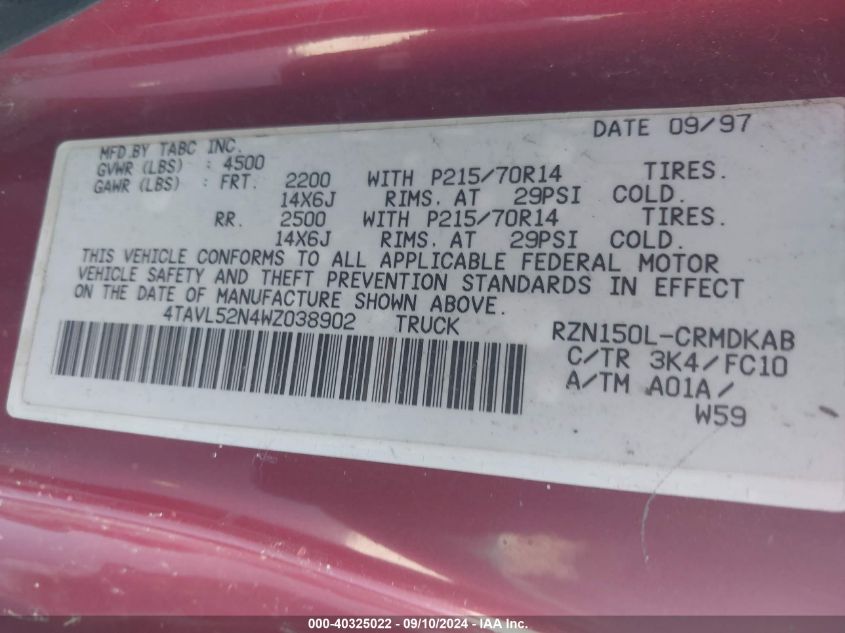 DATE 09/97
MFD.BY TABC INC.
GVWR (LBS) : 4500
GAWR (LBS) : FRT. 2200 WITH P215/70R14 TIRES.
14X6J RIMS. AT 29PSI COLD.
RR. 2500 WITH P215/70R14 TIRES.
14X6J RIMS. AT 29PSI COLD.
THIS VEHICLE CONFORMS TO ALL APPLICABLE FEDERAL MOTOR
VEHICLE SAFETY AND THEFT PREVENTION STANDARDS IN EFFECT
ON THE DATE OF MANUFACTURE SHOWN ABOVE.
4TAVL52N4WZ038902 TRUCK RZN150L-CRMDKAB
C/TR 3K4/FC10
A/TM A01A/
W59
000-40325022 - 09/10/2024 - IAA Inc.